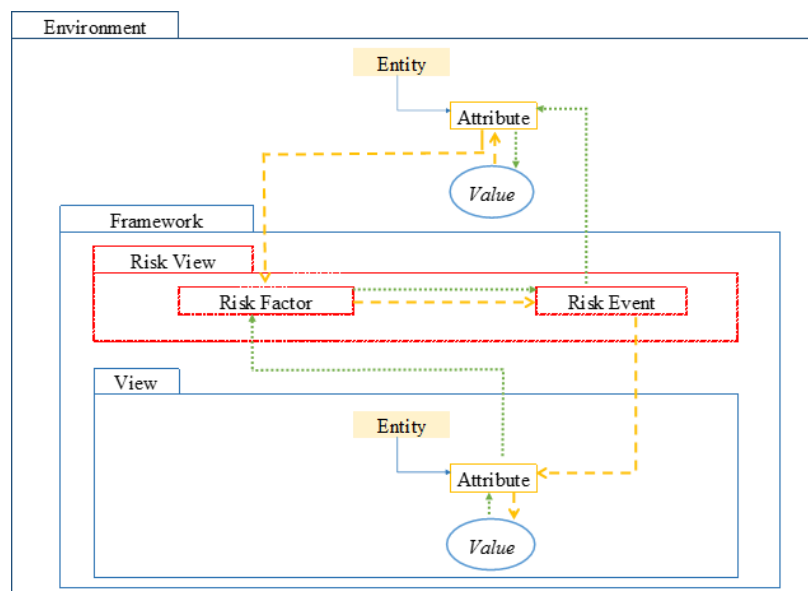 Environment
Entity
Attribute
Value
Framework
Risk View
Risk Factor
Risk Event
View
Entity
Attribute
Value